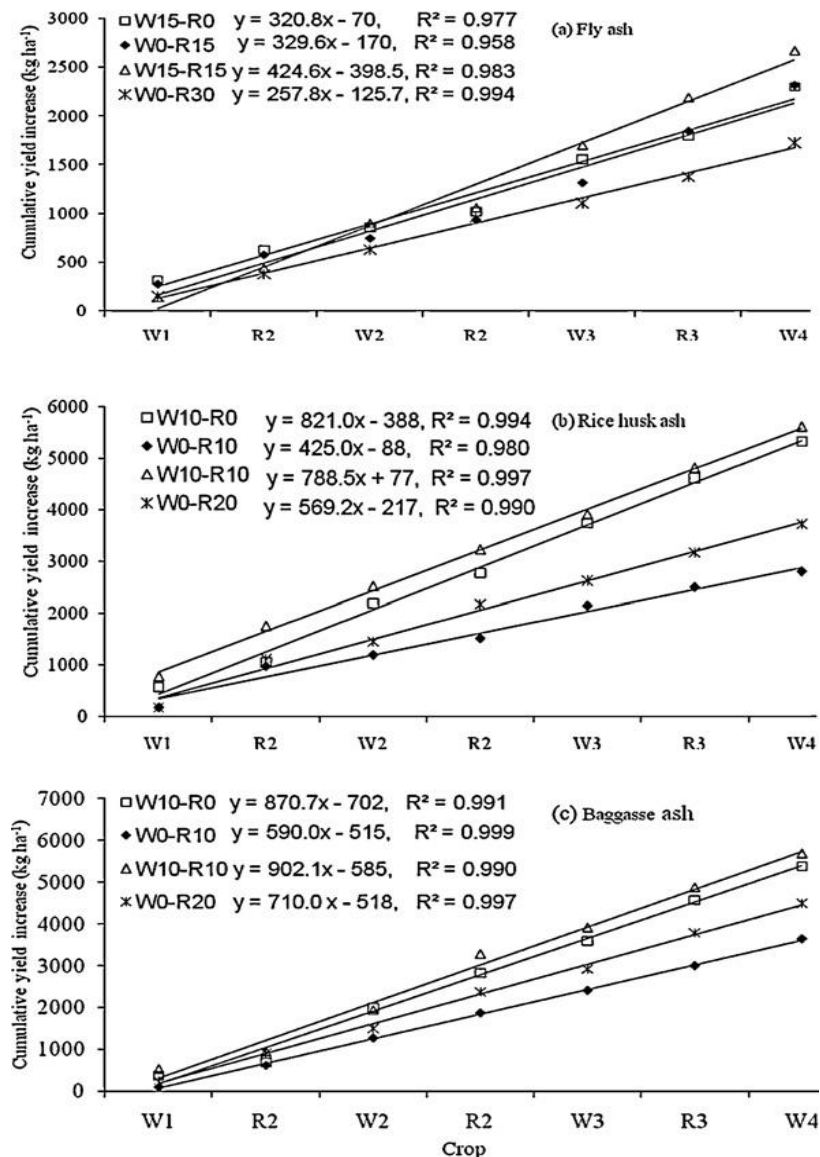 (a) Fly ash
W15-R0 y = 320.8x - 70, R² = 0.977
W0-R15 y = 329.6x - 170, R² = 0.958
W15-R15 y = 424.6x - 398.5, R² = 0.983
W0-R30 y = 257.8x - 125.7, R² = 0.994
Cumulative yield increase (kg ha⁻¹)
3000
2500
2000
1500
1000
500
0
W1 R2 W2 R2 W3 R3 W4
(b) Rice husk ash
W10-R0 y = 821.0x - 388, R² = 0.994
W0-R10 y = 425.0x - 88, R² = 0.980
W10-R10 y = 788.5x + 77, R² = 0.997
W0-R20 y = 569.2x - 217, R² = 0.990
Cumulative yield increase (kg ha⁻¹)
6000
5000
4000
3000
2000
1000
0
W1 R2 W2 R2 W3 R3 W4
(c) Baggasse ash
W10-R0 y = 870.7x - 702, R² = 0.991
W0-R10 y = 590.0x - 515, R² = 0.999
W10-R10 y = 902.1x - 585, R² = 0.990
W0-R20 y = 710.0x - 518, R² = 0.997
Cumulative yield increase (kg ha⁻¹)
7000
6000
5000
4000
3000
2000
1000
0
W1 R2 W2 R2 W3 R3 W4
Crop